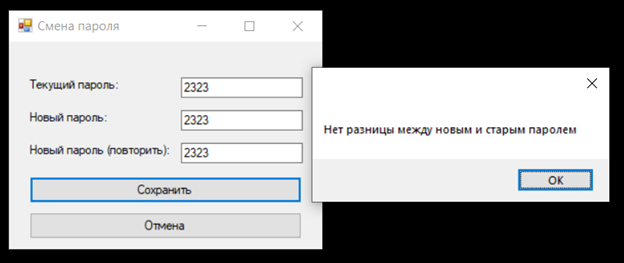 Смена пароля
Текущий пароль: 2323
Новый пароль: 2323
Новый пароль (повторить): 2323
Сохранить
Отмена
Нет разницы между новым и старым паролем
ОК